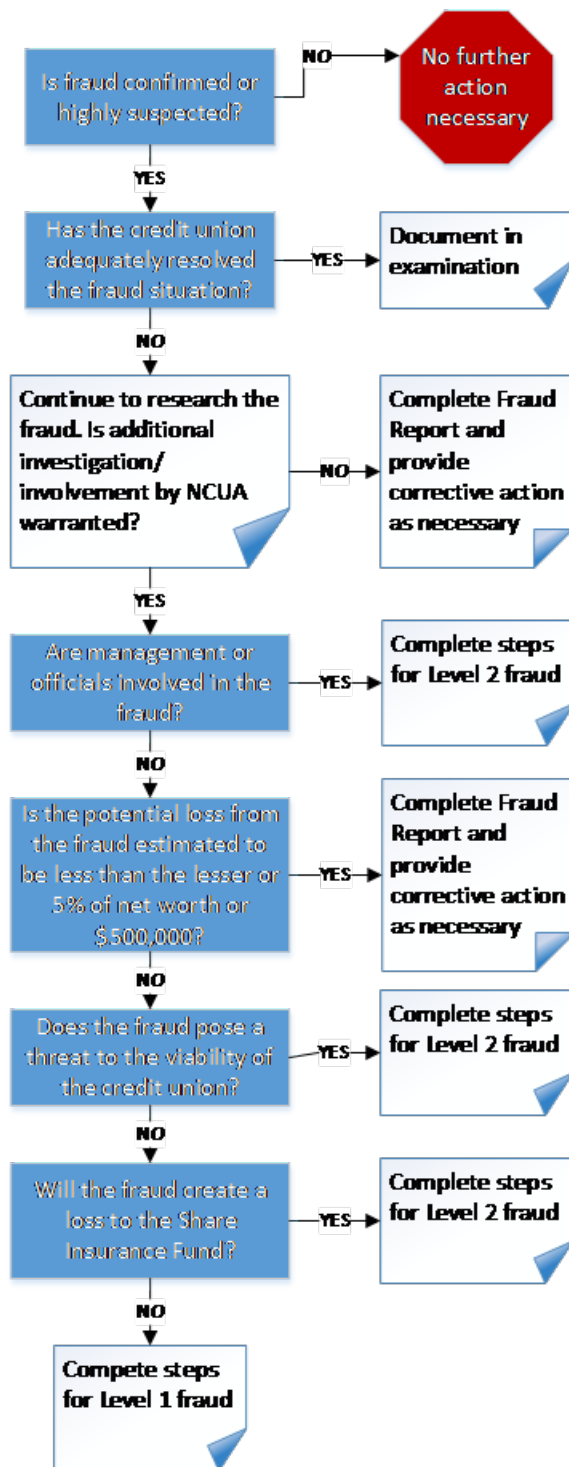 Is fraud confirmed or
highly suspected?
NO
No further
action
necessary
YES
Has the credit union
adequately resolved
the fraud situation?
YES
Document in
examination
NO
Continue to research the
fraud. Is additional
investigation/
involvement by NCUA
warranted?
NO
Complete Fraud
Report and
provide
corrective action
as necessary
YES
Are management or
officials involved in the
fraud?
YES
Complete steps
for Level 2 fraud
NO
Is the potential loss from
the fraud estimated to
be less than the lesser or
5% of net worth or
$500,000?
YES
Complete Fraud
Report and
provide
corrective action
as necessary
NO
Does the fraud pose a
threat to the viability of
the credit union?
YES
Complete steps
for Level 2 fraud
NO
Will the fraud create a
loss to the Share
Insurance Fund?
YES
Complete steps
for Level 2 fraud
NO
Compete steps
for Level 1 fraud